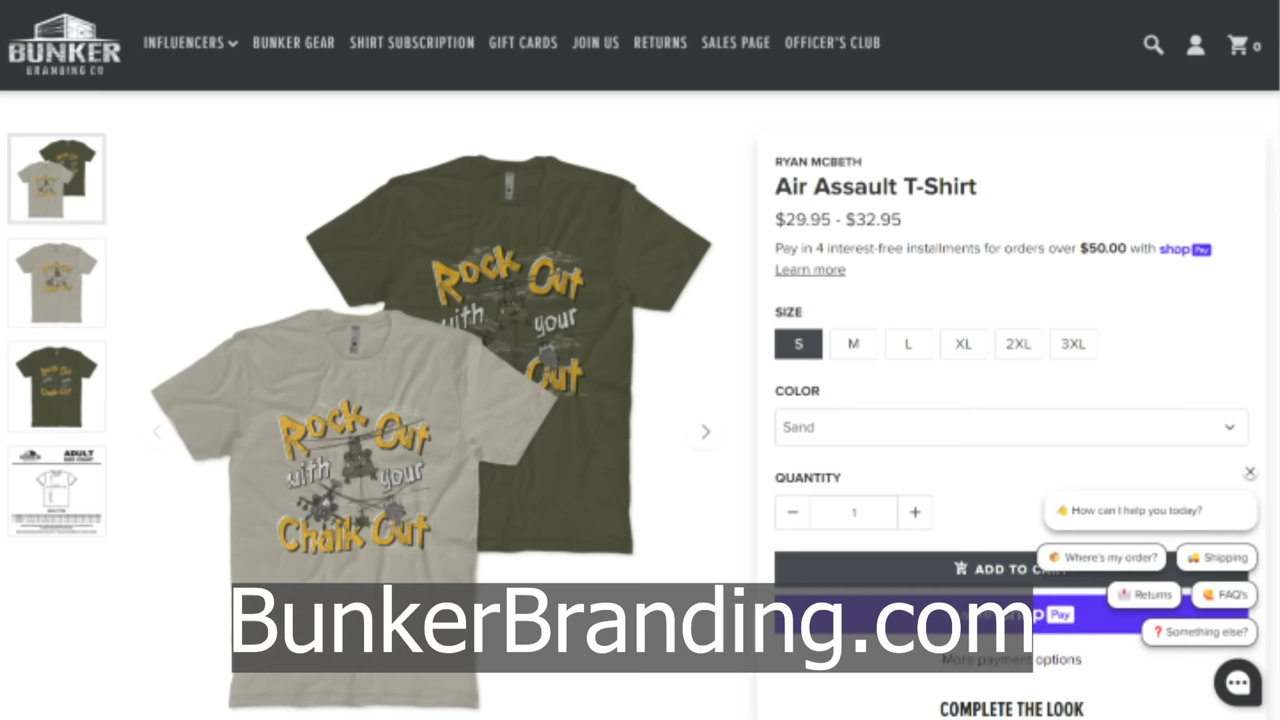 BUNKER
BRANDING CO
INFLUENCERS
BUNKER GEAR
SHIRT SUBSCRIPTION
GIFT CARDS
JOIN US
RETURNS
SALES PAGE
OFFICER'S CLUB
0
RYAN MCBETH
Air Assault T-Shirt
$29.95 - $32.95
Pay in 4 interest-free installments for orders over $50.00 with shop Pay
Learn more
SIZE
S M L XL 2XL 3XL
COLOR
Sand
QUANTITY
− 1 +
ADD TO
Pay
More payment options
COMPLETE THE LOOK
Rock Out
with your
Out
Rock Out
with your
Chalk Out
ADULT
How can I help you today?
Where's my order?
Shipping
Returns
FAQ's
Something else?
BunkerBranding.com